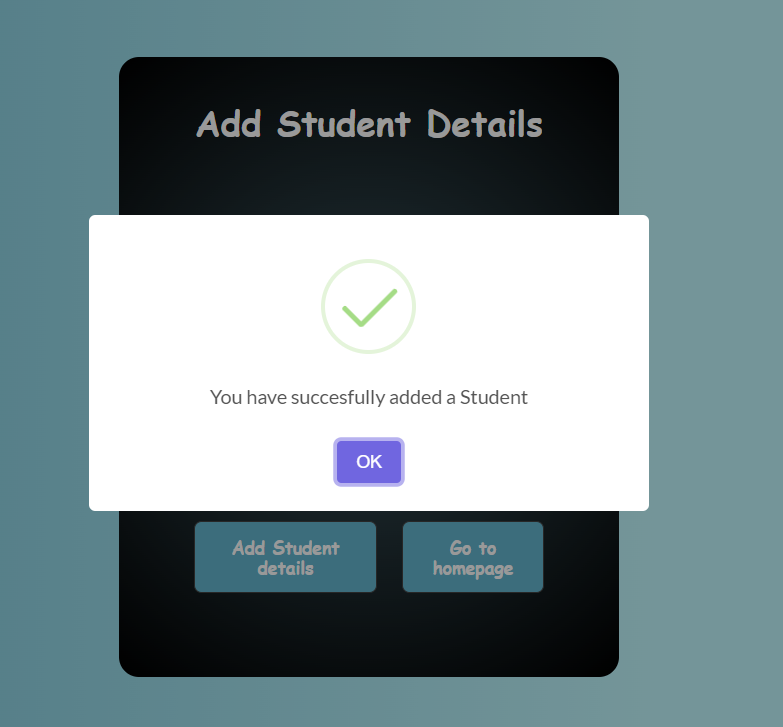 Add Student Details
You have succesfully added a Student
OK
Add Student
details
Go to
homepage